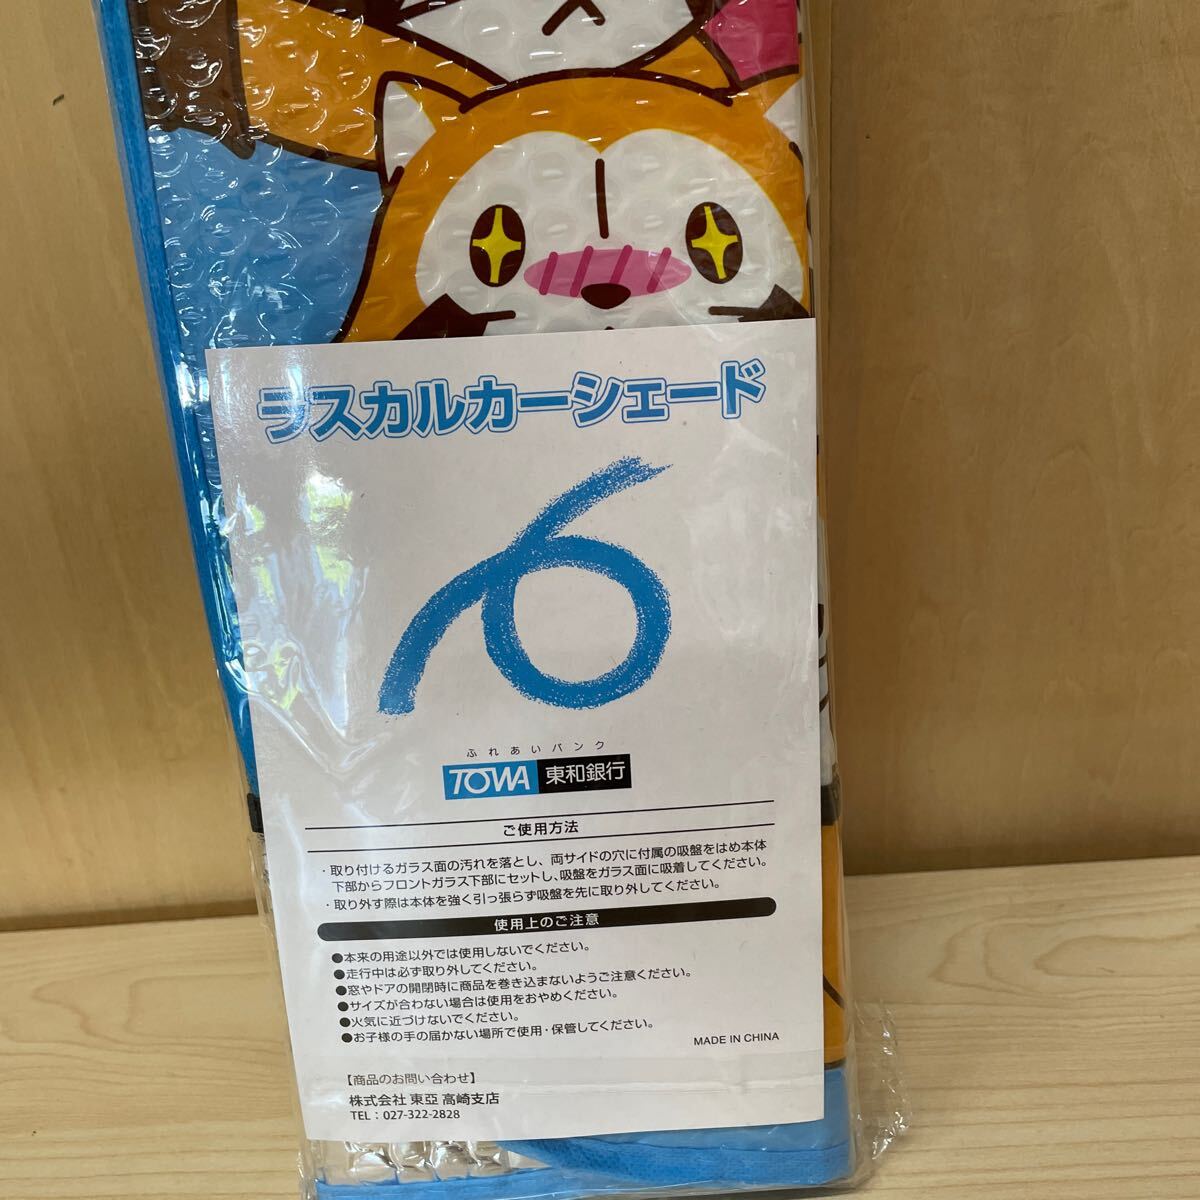 ラスカルカーシェード
ふれあいバンク
TOWA 東和銀行
ご使用方法
・取り付けるガラス面の汚れを落とし、両サイドの穴に付属の吸盤をはめ本体
下部からフロントガラス下部にセットし、吸盤をガラス面に吸着してください。
・取り外す際は本体を強く引っ張らず吸盤を先に取り外してください。
使用上のご注意
●本来の用途以外では使用しないでください。
●走行中は必ず取り外してください。
●窓やドアの開閉時に商品を巻き込まないようご注意ください。
●サイズが合わない場合は使用をおやめください。
●火気に近づけないでください。
●お子様の手の届かない場所で使用・保管してください。
MADE IN CHINA
【商品のお問い合わせ】
株式会社 東亞 高崎支店
TEL：027-322-2828